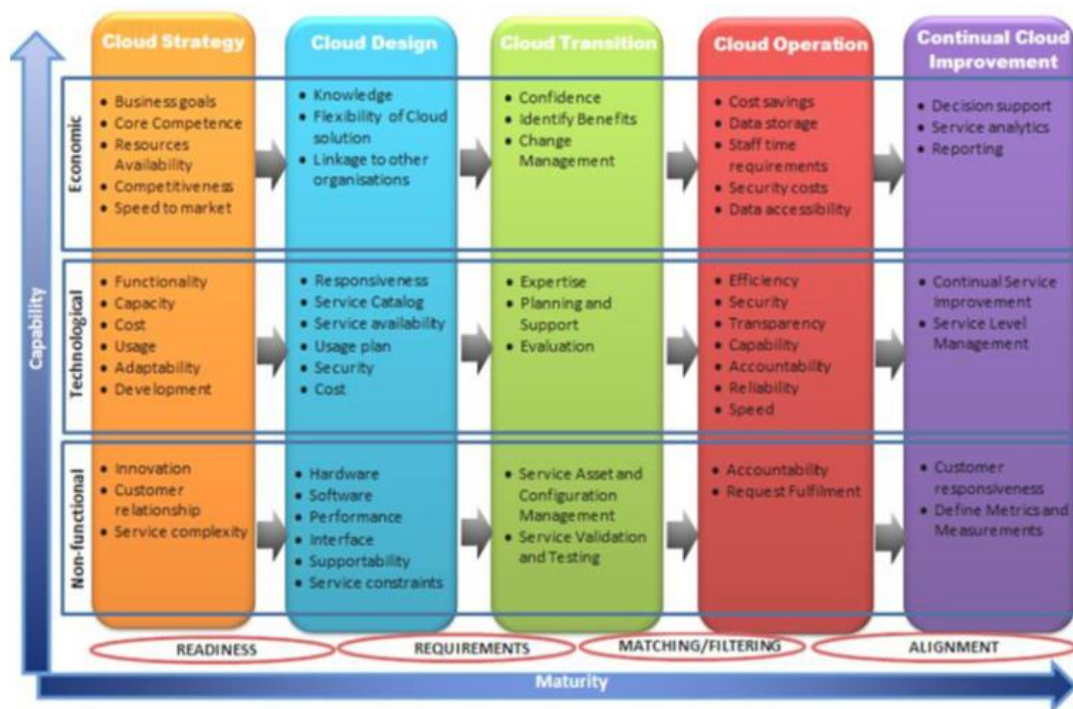 Cloud Strategy
Cloud Design
Cloud Transition
Cloud Operation
Continual Cloud
Improvement
Capability
Economic
• Business goals
• Core Competence
• Resources
Availability
• Competitiveness
• Speed to market
• Knowledge
• Flexibility of Cloud
solution
• Linkage to other
organisations
• Confidence
• Identify Benefits
• Change
Management
• Cost savings
• Data storage
• Staff time
requirements
• Security costs
• Data accessibility
• Decision support
• Service analytics
• Reporting
Technological
• Functionality
• Capacity
• Cost
• Usage
• Adaptability
• Development
• Responsiveness
• Service Catalog
• Service availability
• Usage plan
• Security
• Cost
• Expertise
• Planning and
Support
• Evaluation
• Efficiency
• Security
• Transparency
• Capability
• Accountability
• Reliability
• Speed
• Continual Service
Improvement
• Service Level
Management
Non-functional
• Innovation
• Customer
relationship
• Service complexity
• Hardware
• Software
• Performance
• Interface
• Supportability
• Service constraints
• Service Asset and
Configuration
Management
• Service Validation
and Testing
• Accountability
• Request Fulfilment
• Customer
responsiveness
• Define Metrics and
Measurements
READINESS
REQUIREMENTS
MATCHING/FILTERING
ALIGNMENT
Maturity